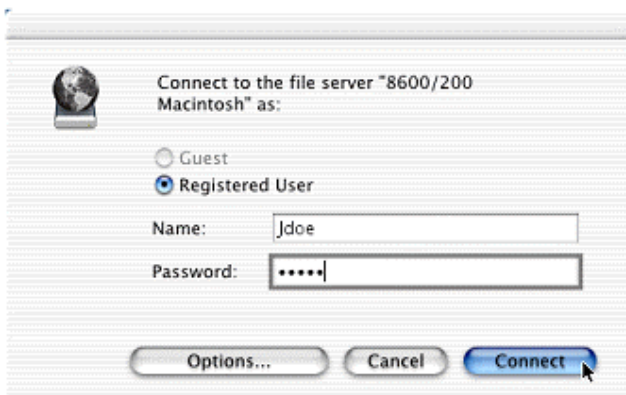 Connect to the file server "8600/200
Macintosh" as:
Guest
Registered User
Name: Jdoe
Password: •••••
Options... Cancel Connect